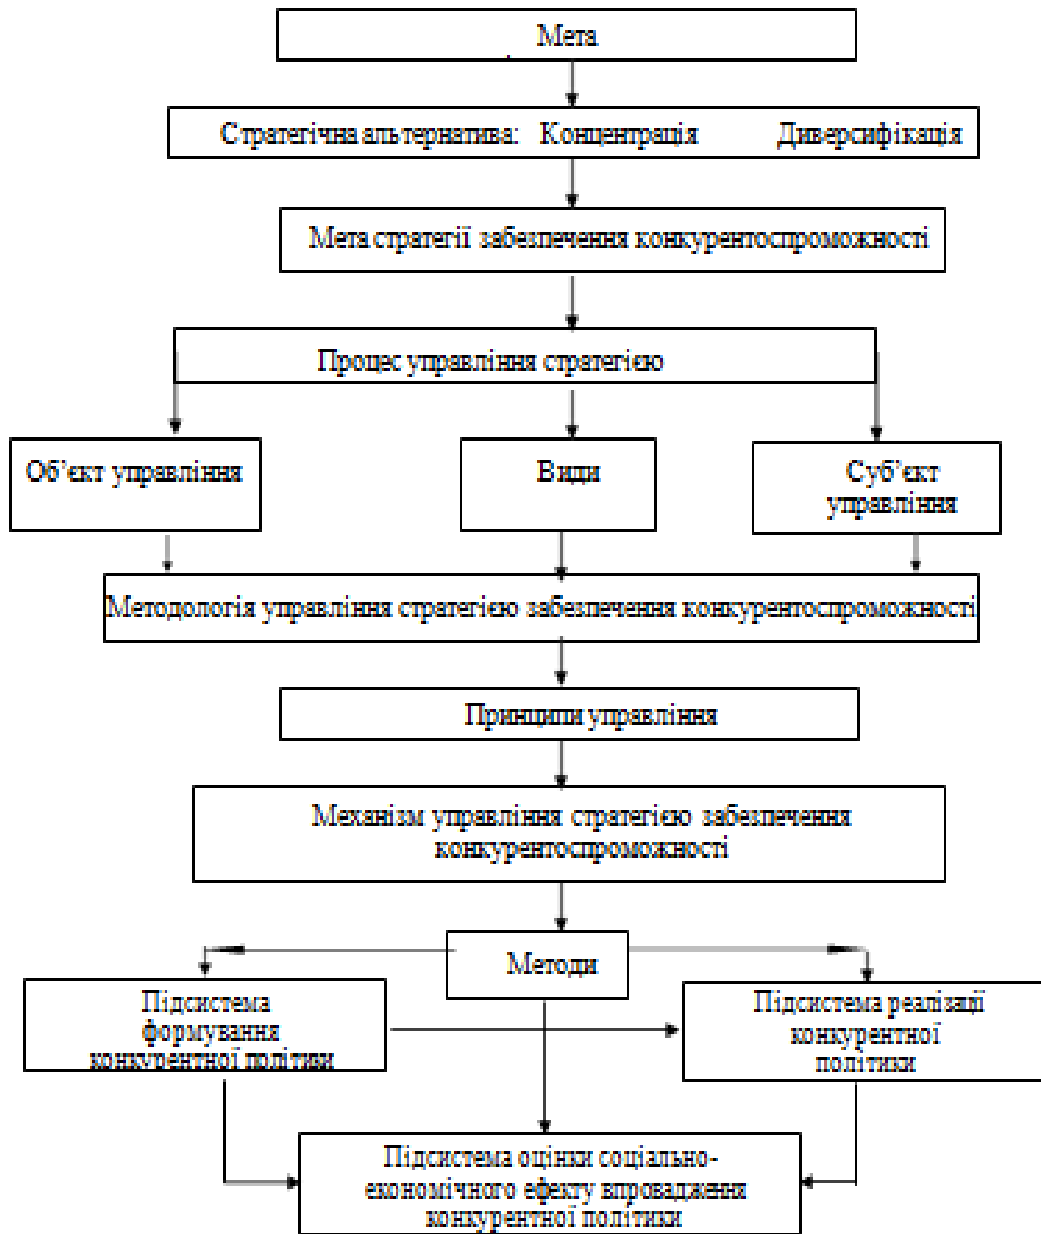 Мета
Стратегічна альтернатива: Концентрація Диверсифікація
Мета стратегії забезпечення конкурентоспроможності
Процес управління стратегією
Об’єкт управління
Види
Суб’єкт
управління
Методологія управління стратегією забезпечення конкурентоспроможності
Принципи управління
Механізм управління стратегією забезпечення
конкурентоспроможності
Методи
Підсистема
формування
конкурентної політики
Підсистема реалізації
конкурентної
політики
Підсистема оцінки соціально-
економічного ефекту впровадження
конкурентної політики